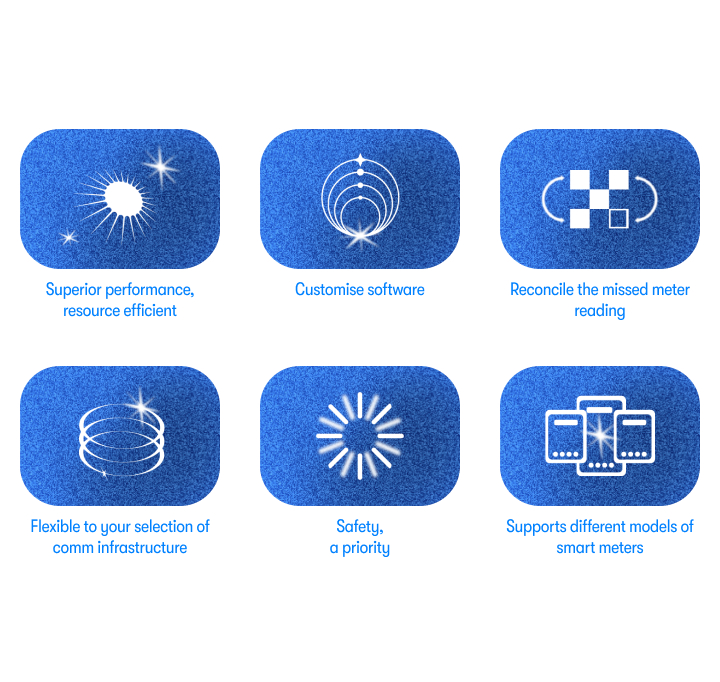 Superior performance,
resource efficient
Customise software
Reconcile the missed meter
reading
Flexible to your selection of
comm infrastructure
Safety,
a priority
Supports different models of
smart meters